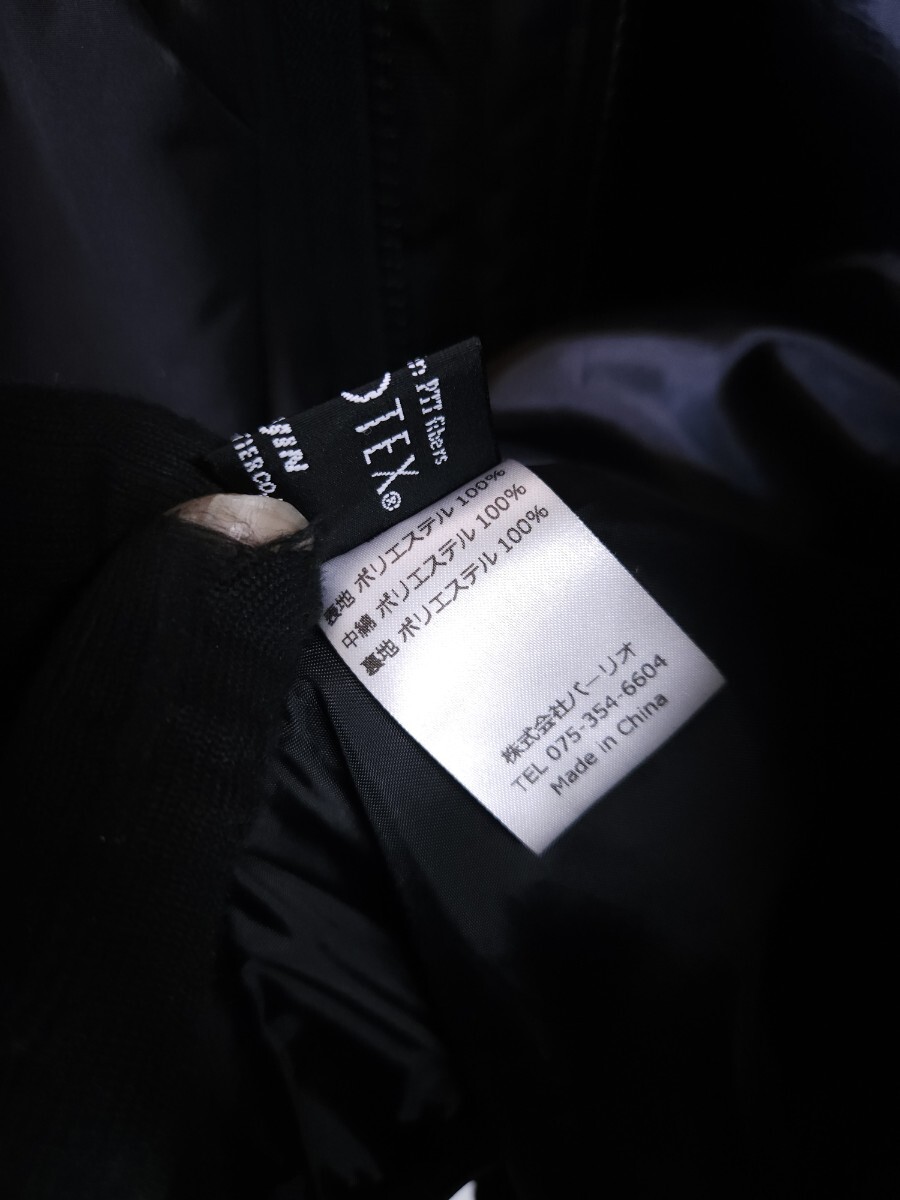 PTT fibers
TEX®
TIER CO.
表地 ポリエステル 100%
中綿 ポリエステル 100%
裏地 ポリエステル 100%
株式会社バーリオ
TEL 075-354-6604
Made in China